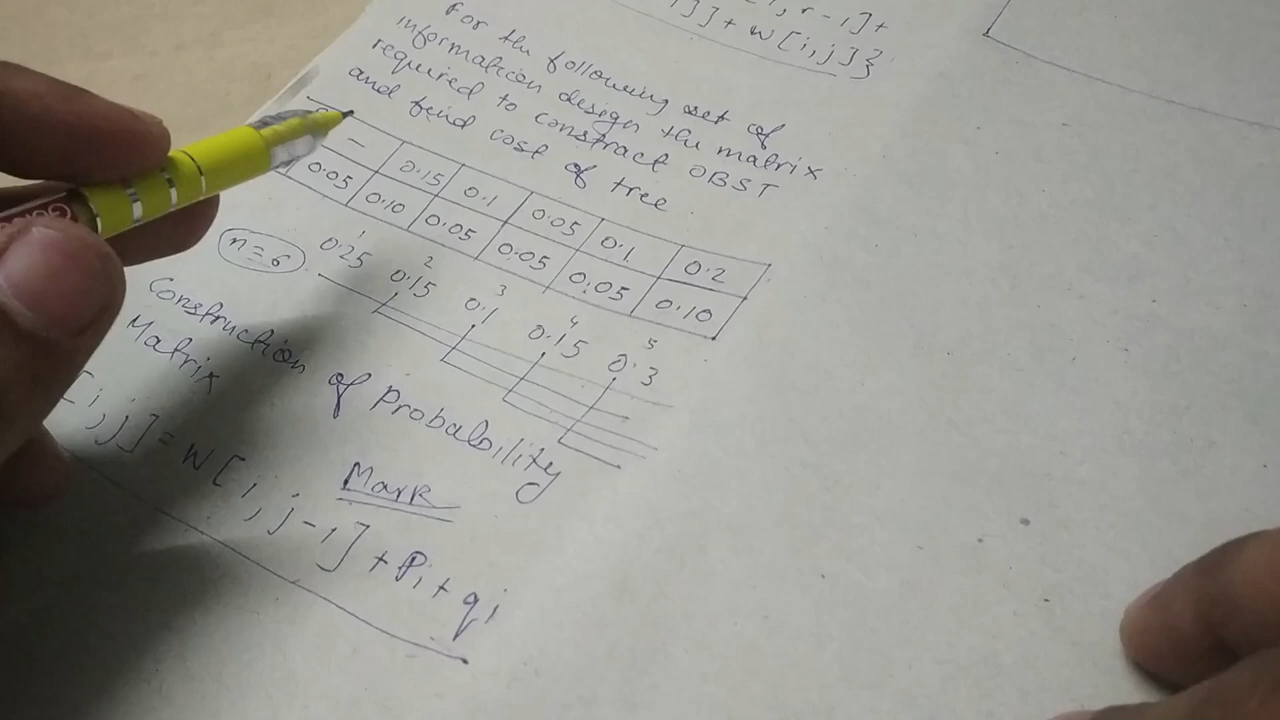 , r-1]+
]] + W[i,j]}
For the following set of
information design the matrix
required to construct OBST
and find cost of tree.
- 0.15 0.1 0.05 0.1 0.2
0.05 0.10 0.05 0.05 0.05 0.10
1 2 3 4 5
n=6 0.25 0.15 0.1 0.15 0.3
Construction of Probability
Matrix
Mark
[i,j] = W[i,j-1] + Pi + qi